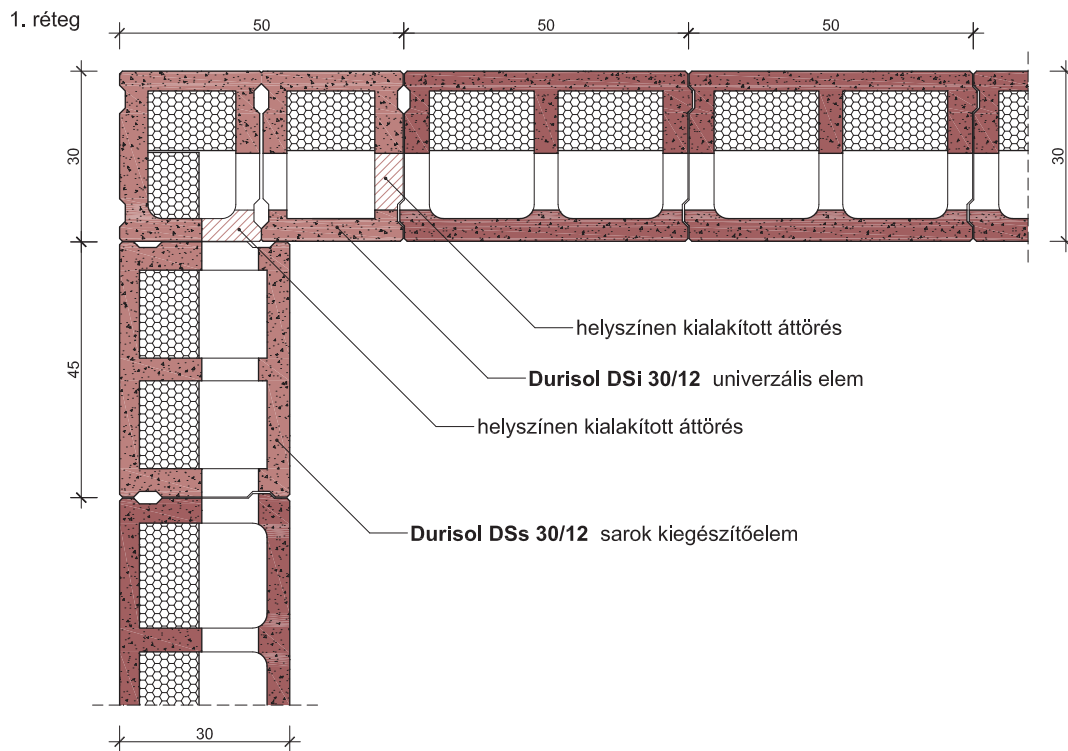 1. réteg
50
50
50
30
30
45
helyszínen kialakított áttörés
Durisol DSi 30/12 univerzális elem
helyszínen kialakított áttörés
Durisol DSs 30/12 sarok kiegészítőelem
30